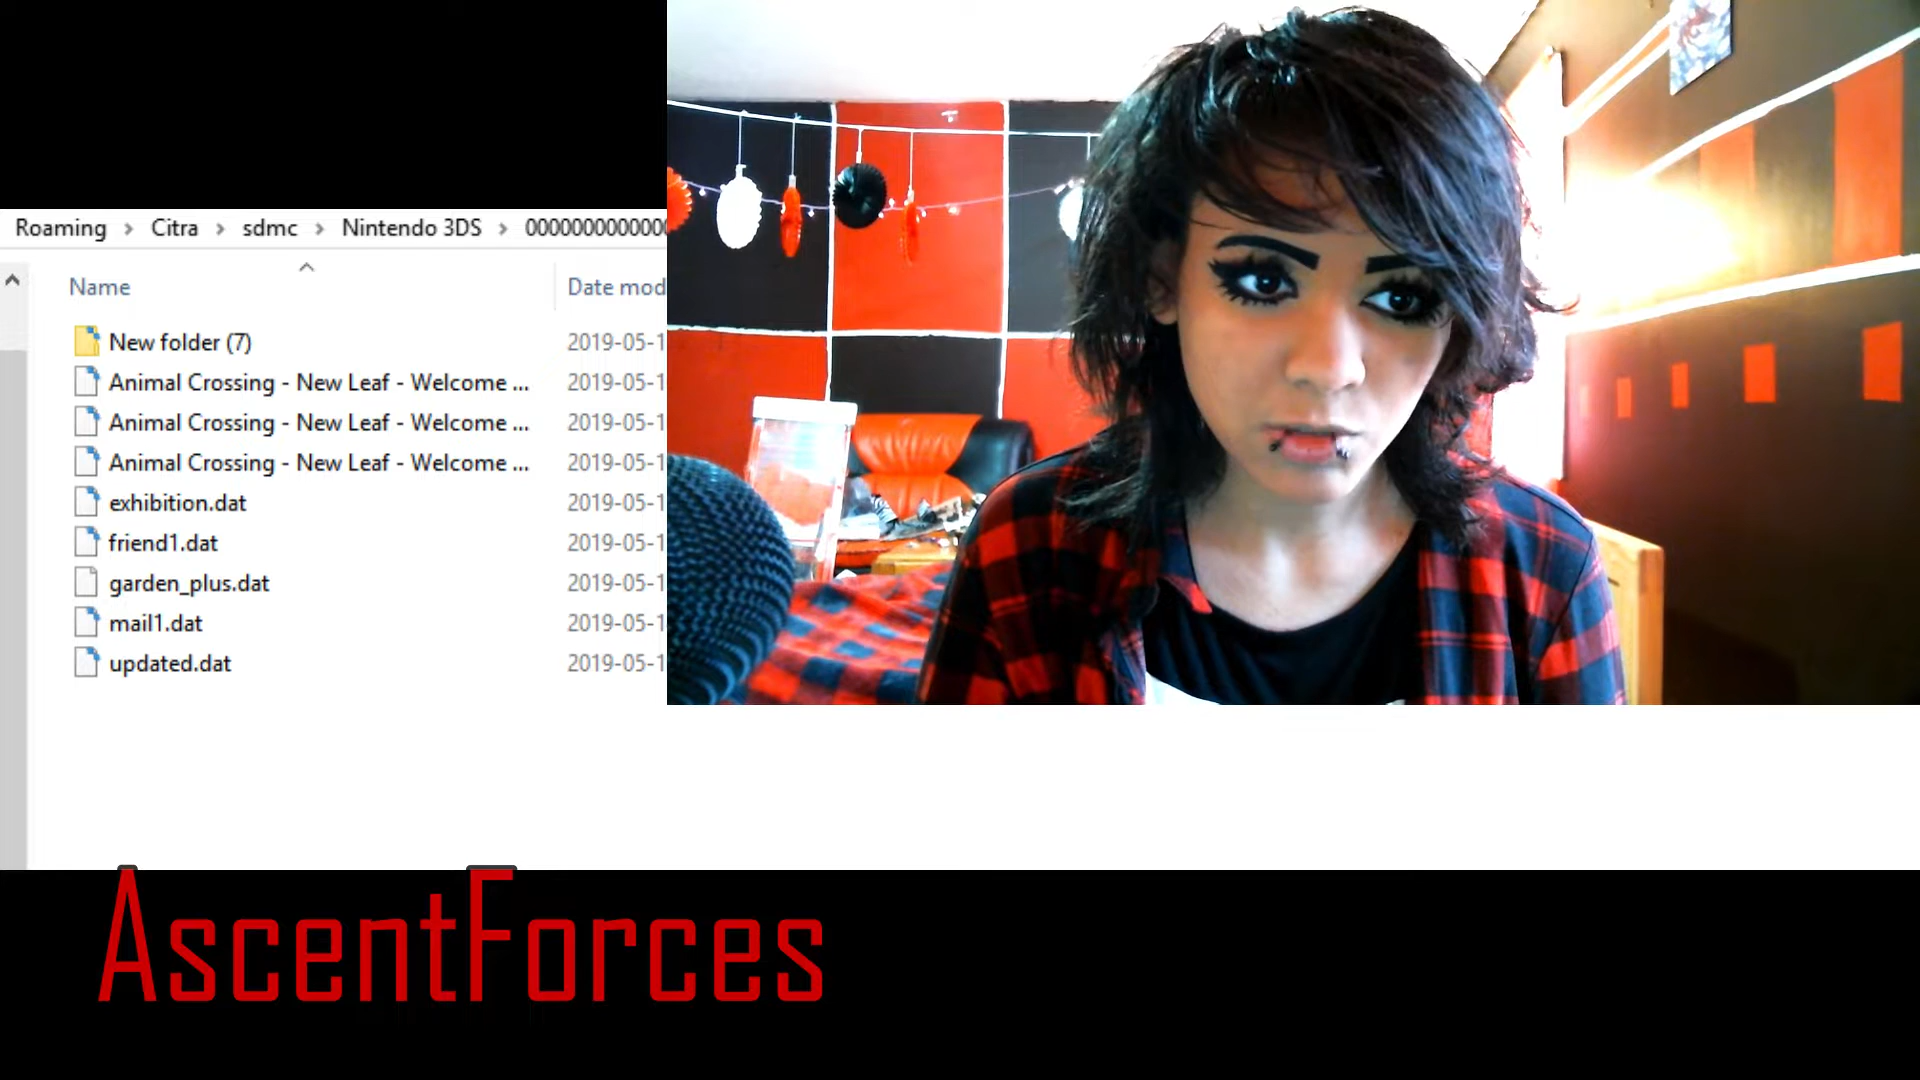 Roaming > Citra > sdmc > Nintendo 3DS > 0000000000000
Name Date mod
New folder (7) 2019-05-1
Animal Crossing - New Leaf - Welcome ... 2019-05-1
Animal Crossing - New Leaf - Welcome ... 2019-05-1
Animal Crossing - New Leaf - Welcome ... 2019-05-1
exhibition.dat 2019-05-1
friend1.dat 2019-05-1
garden_plus.dat 2019-05-1
mail1.dat 2019-05-1
updated.dat 2019-05-1
AscentForces